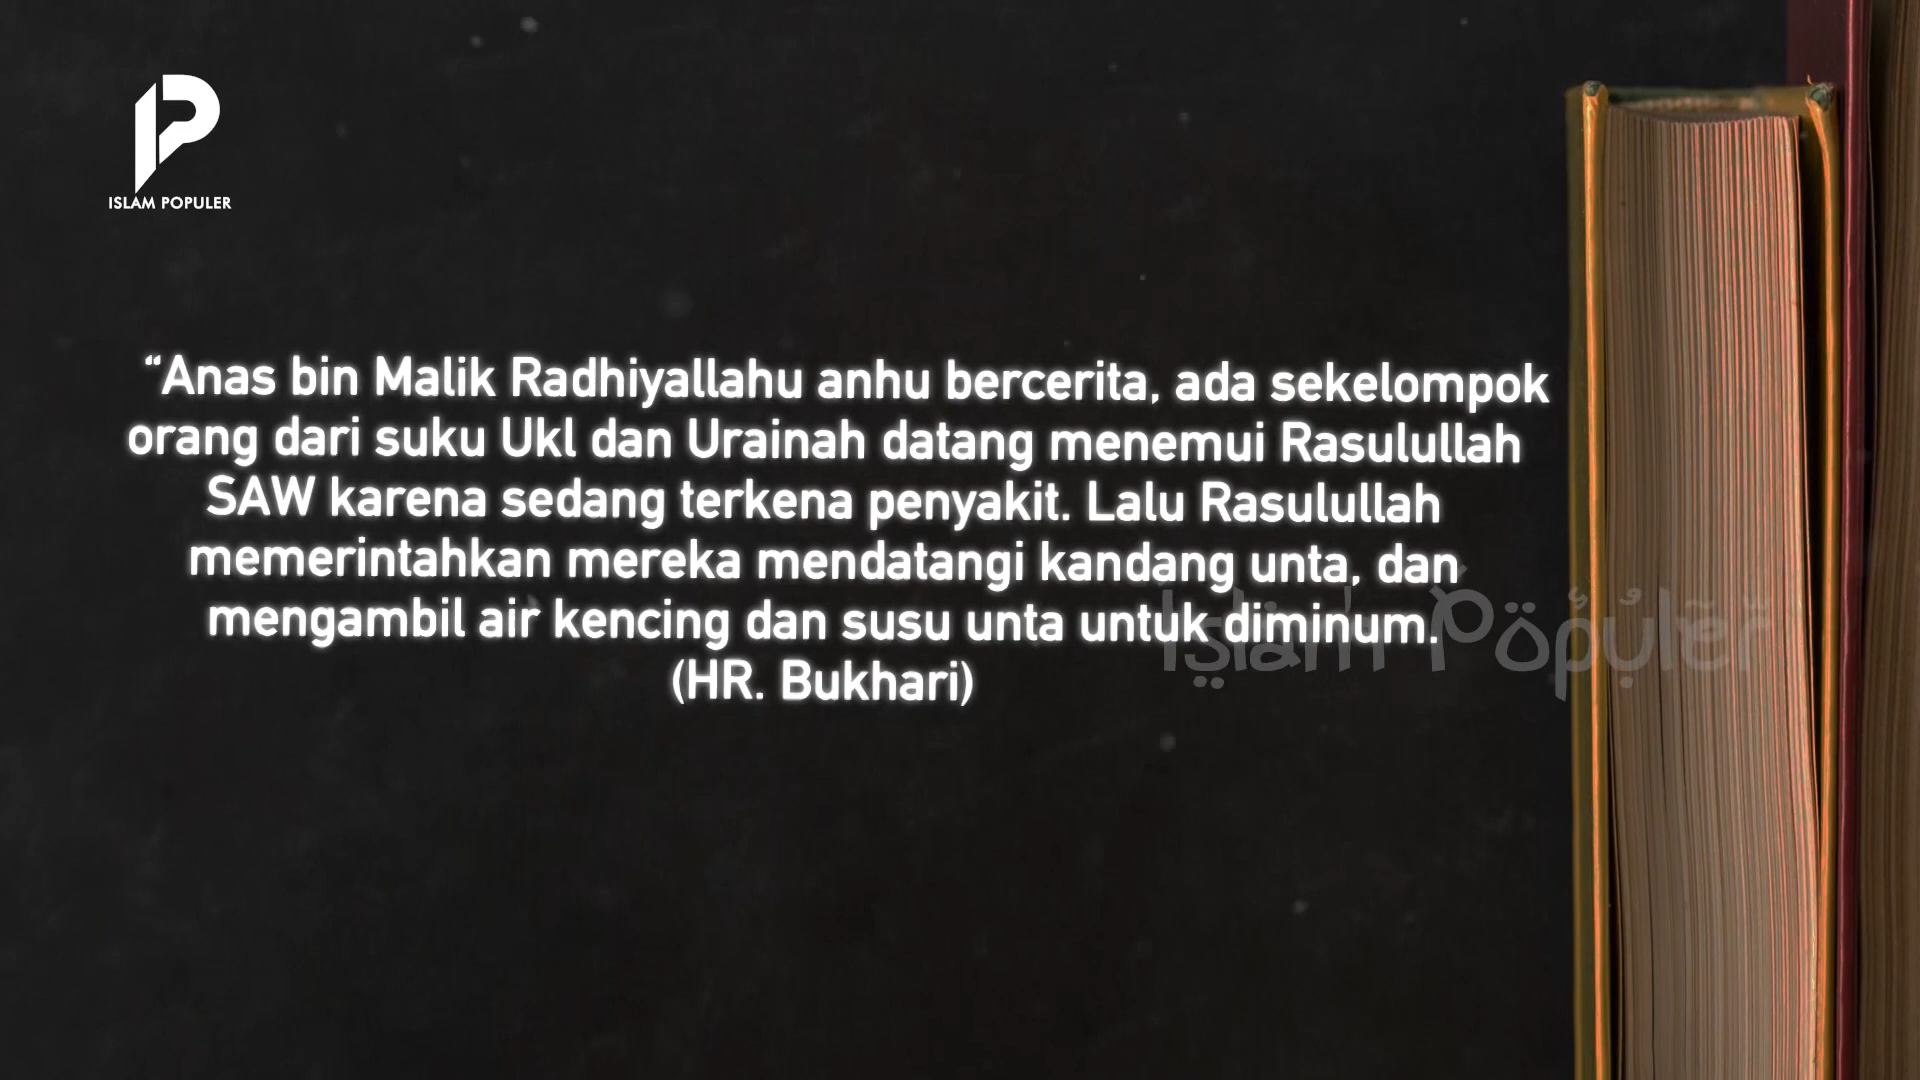 ISLAM POPULER
“Anas bin Malik Radhiyallahu anhu bercerita, ada sekelompok
orang dari suku Ukl dan Urainah datang menemui Rasulullah
SAW karena sedang terkena penyakit. Lalu Rasulullah
memerintahkan mereka mendatangi kandang unta, dan
mengambil air kencing dan susu unta untuk diminum.
(HR. Bukhari)
Islam Populer